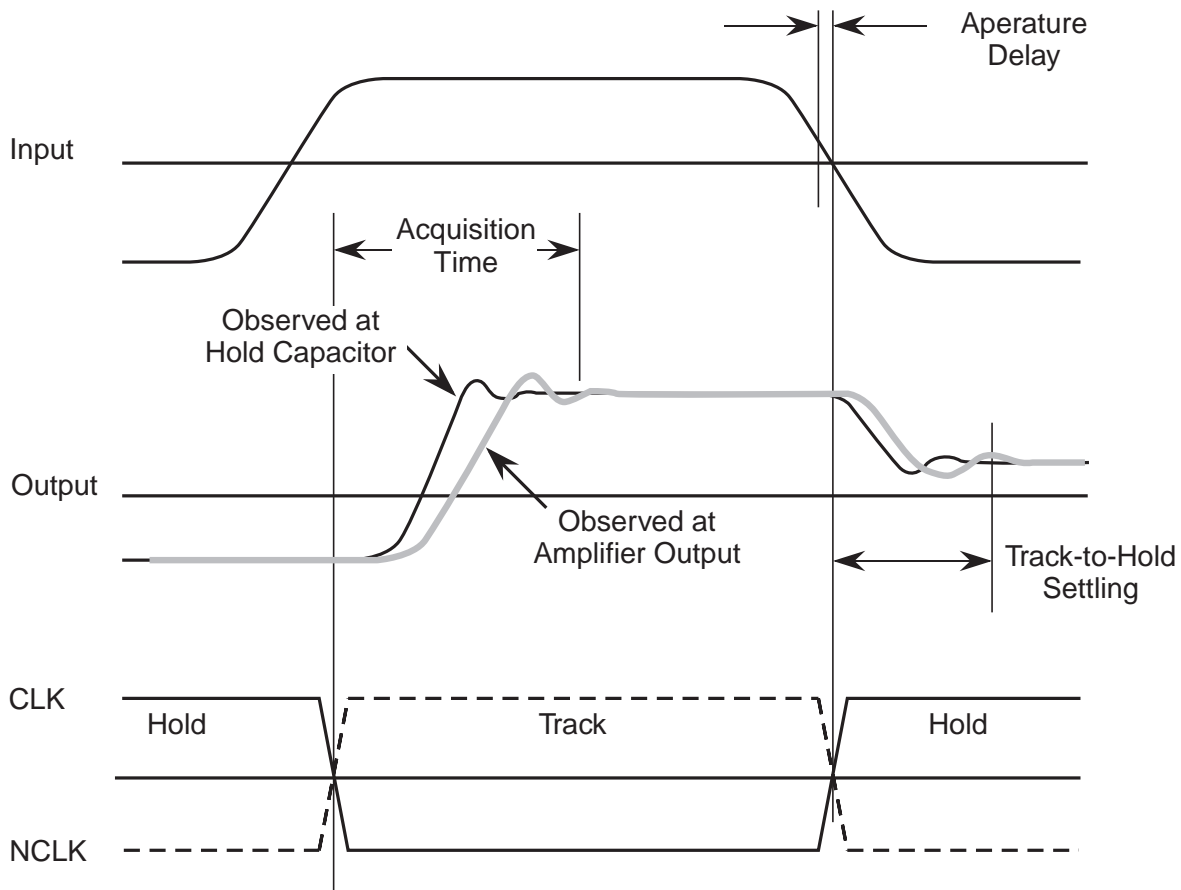 Aperature
Delay
Input
Acquisition
Time
Observed at
Hold Capacitor
Output
Observed at
Amplifier Output
Track-to-Hold
Settling
CLK
Hold
Track
Hold
NCLK